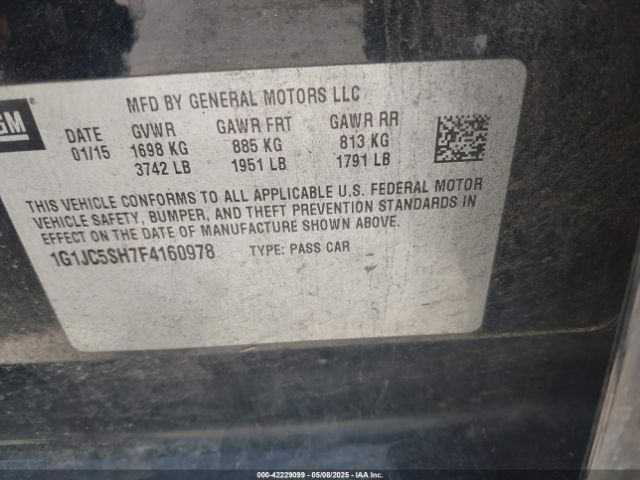 GM
MFD BY GENERAL MOTORS LLC
DATE GVWR GAWR FRT GAWR RR
01/15 1698 KG 885 KG 813 KG
3742 LB 1951 LB 1791 LB
THIS VEHICLE CONFORMS TO ALL APPLICABLE U.S. FEDERAL MOTOR
VEHICLE SAFETY, BUMPER, AND THEFT PREVENTION STANDARDS IN
EFFECT ON THE DATE OF MANUFACTURE SHOWN ABOVE.
1G1JC5SH7F4160978 TYPE: PASS CAR
000-42229099 - 05/08/2025 - IAA Inc.